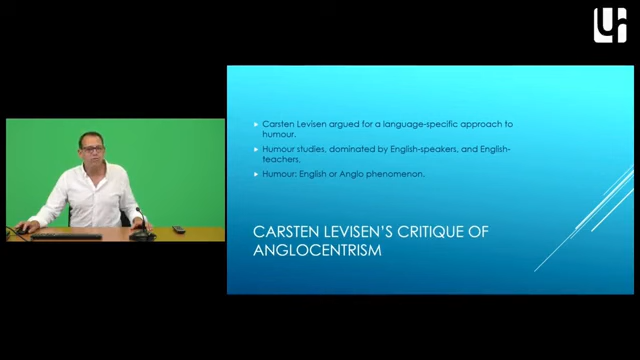 Carsten Levisen argued for a language-specific approach to
humour.
Humour studies, dominated by English-speakers, and English-
teachers,
Humour: English or Anglo phenomenon.
CARSTEN LEVISEN'S CRITIQUE OF
ANGLOCENTRISM